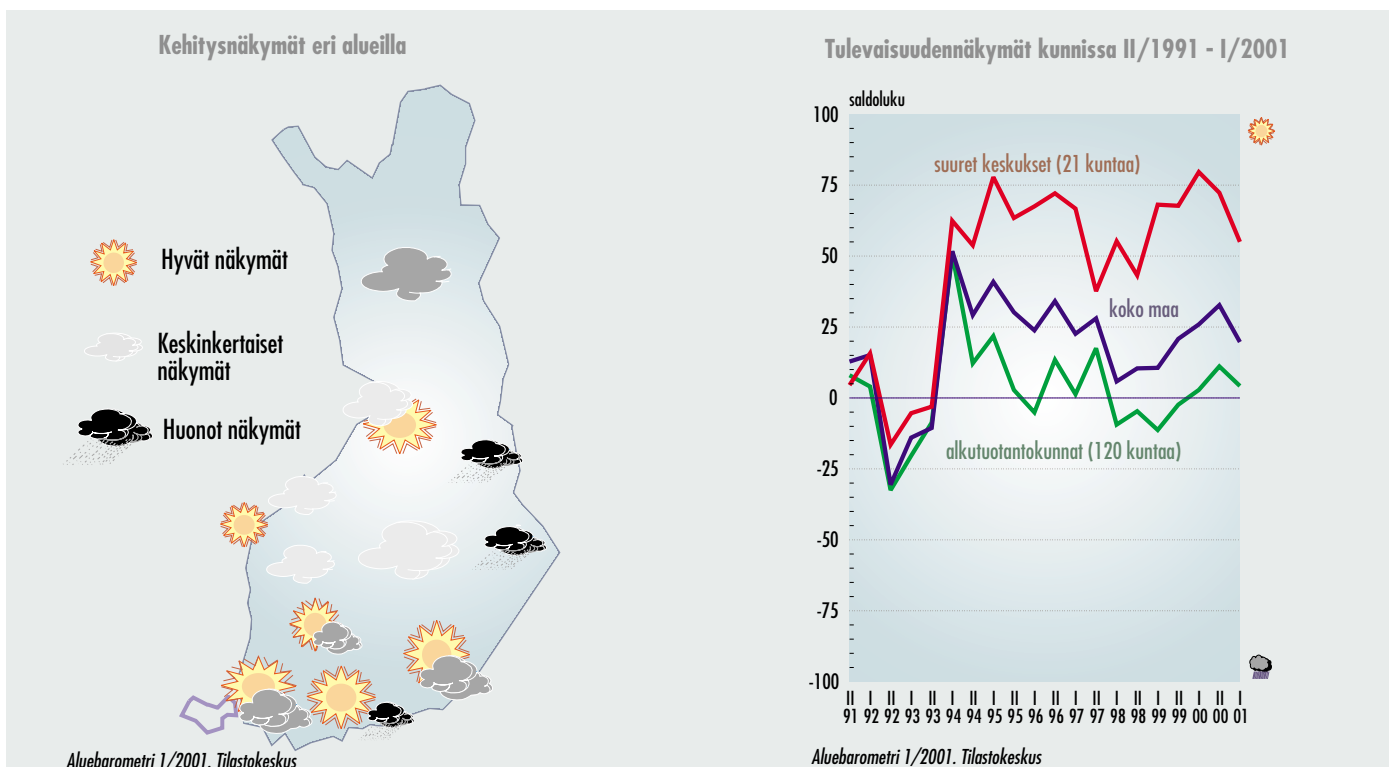 Kehitysnäkymät eri alueilla
Hyvät näkymät
Keskinkertaiset
näkymät
Huonot näkymät
Aluebarometri 1/2001. Tilastokeskus
Tulevaisuudennäkymät kunnissa II/1991 - I/2001
saldoluku
100
75
50
25
0
-25
-50
-75
-100
suuret keskukset (21 kuntaa)
koko maa
alkutuotantokunnat (120 kuntaa)
II I II I II I II I II I II I II I II I II I II I
91 92 92 93 93 94 94 95 95 96 96 97 97 98 98 99 99 00 00 01
Aluebarometri 1/2001. Tilastokeskus